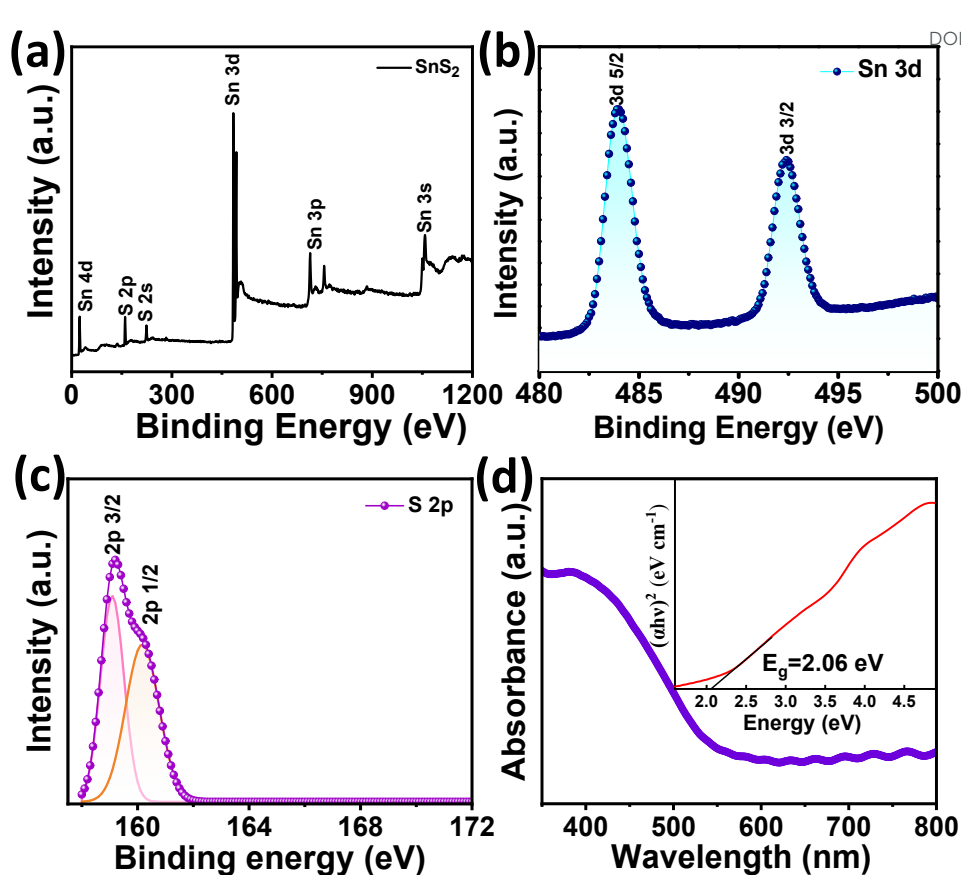 (a)
SnS2
Sn 4d
S 2p
S 2s
Sn 3d
Sn 3p
Sn 3s
Intensity (a.u.)
0 300 600 900 1200
Binding Energy (eV)
(b)
DOI
Sn 3d
3d 5/2
3d 3/2
Intensity (a.u.)
480 485 490 495 500
Binding Energy (eV)
(c)
S 2p
2p 3/2
2p 1/2
Intensity (a.u.)
160 164 168 172
Binding energy (eV)
(d)
(αhν)2 (eV cm-1)
Eg=2.06 eV
2.0 2.5 3.0 3.5 4.0 4.5
Energy (eV)
Absorbance (a.u.)
400 500 600 700 800
Wavelength (nm)